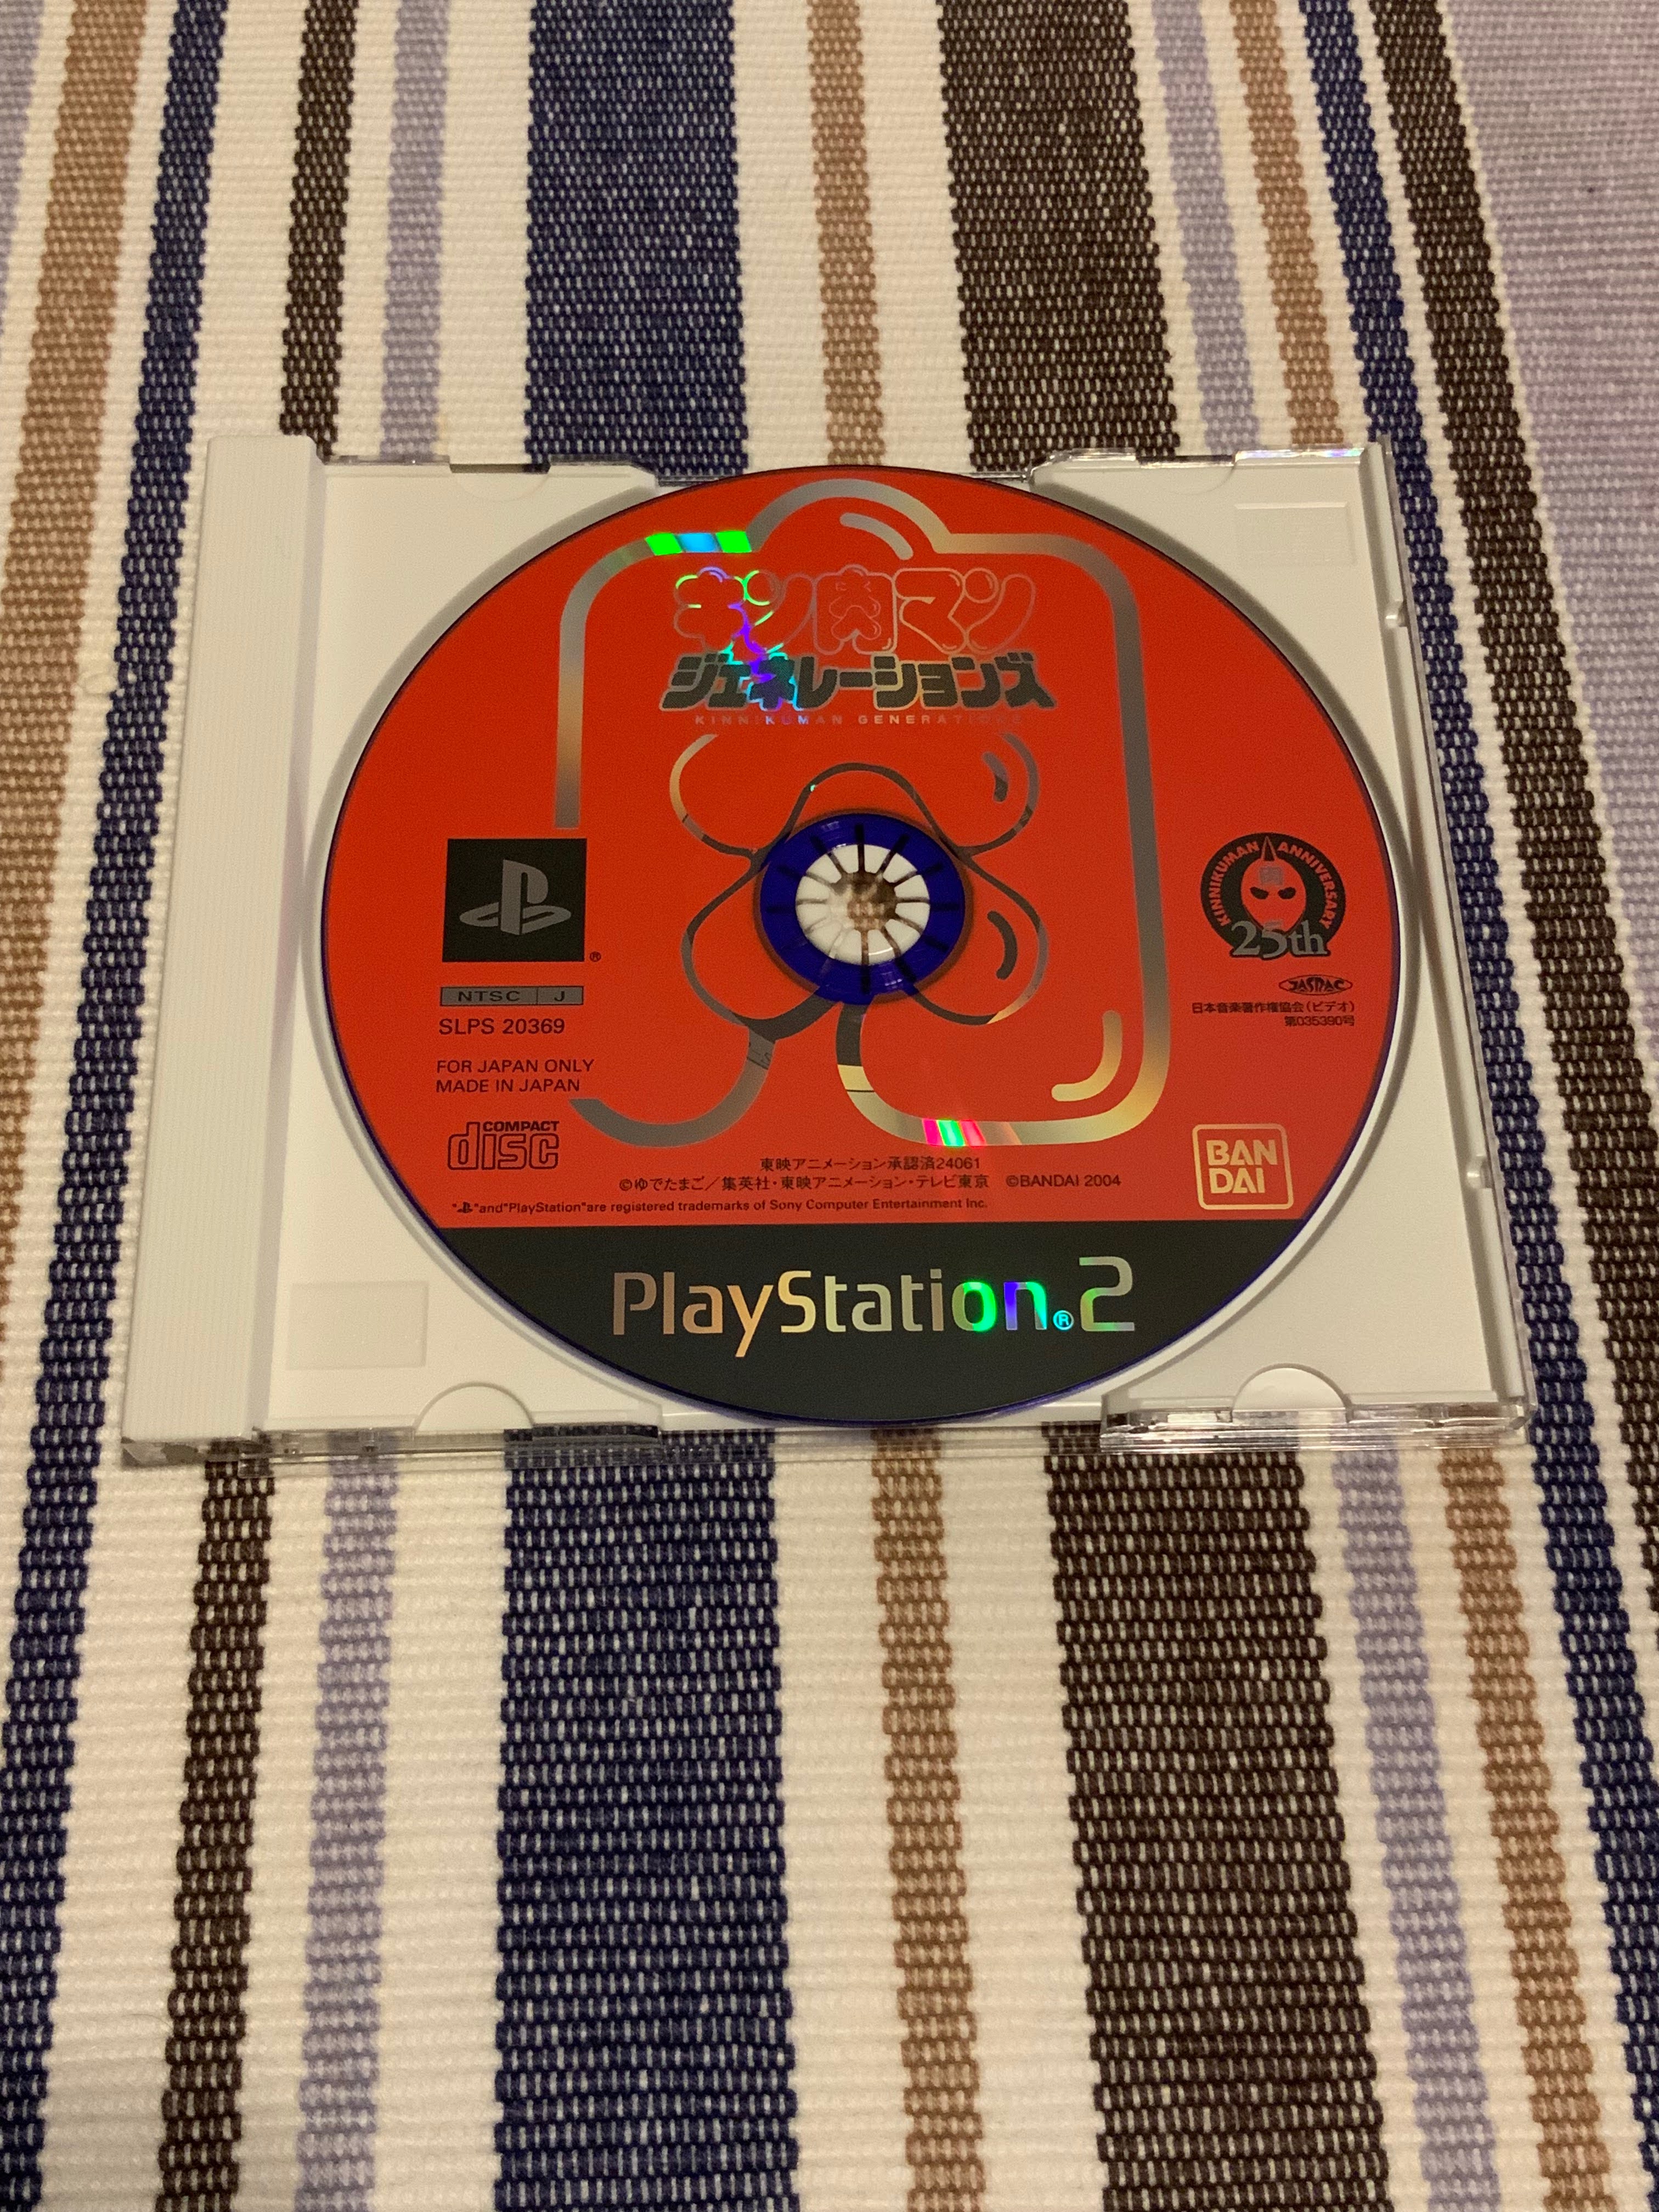 キン肉マン
ジェネレーションズ
KINNIKUMAN GENERATIONS
®
NTSC J
SLPS 20369
FOR JAPAN ONLY
MADE IN JAPAN
COMPACT
disc
KINNIKUMAN ANNIVERSARY
肉
25th
JASRAC
日本音楽著作権協会(ビデオ)
第035390号
BAN
DAI
東映アニメーション承認済24061
©ゆでたまご/集英社・東映アニメーション・テレビ東京 ©BANDAI 2004
" "and"PlayStation"are registered trademarks of Sony Computer Entertainment Inc.
PlayStation®2